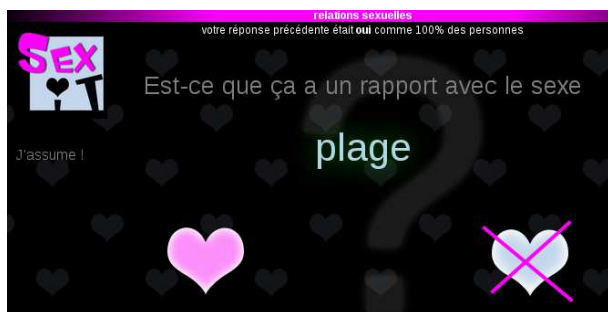 relations sexuelles
votre réponse précédente était oui comme 100% des personnes
SEX
iT
Est-ce que ça a un rapport avec le sexe
?
plage
J'assume !